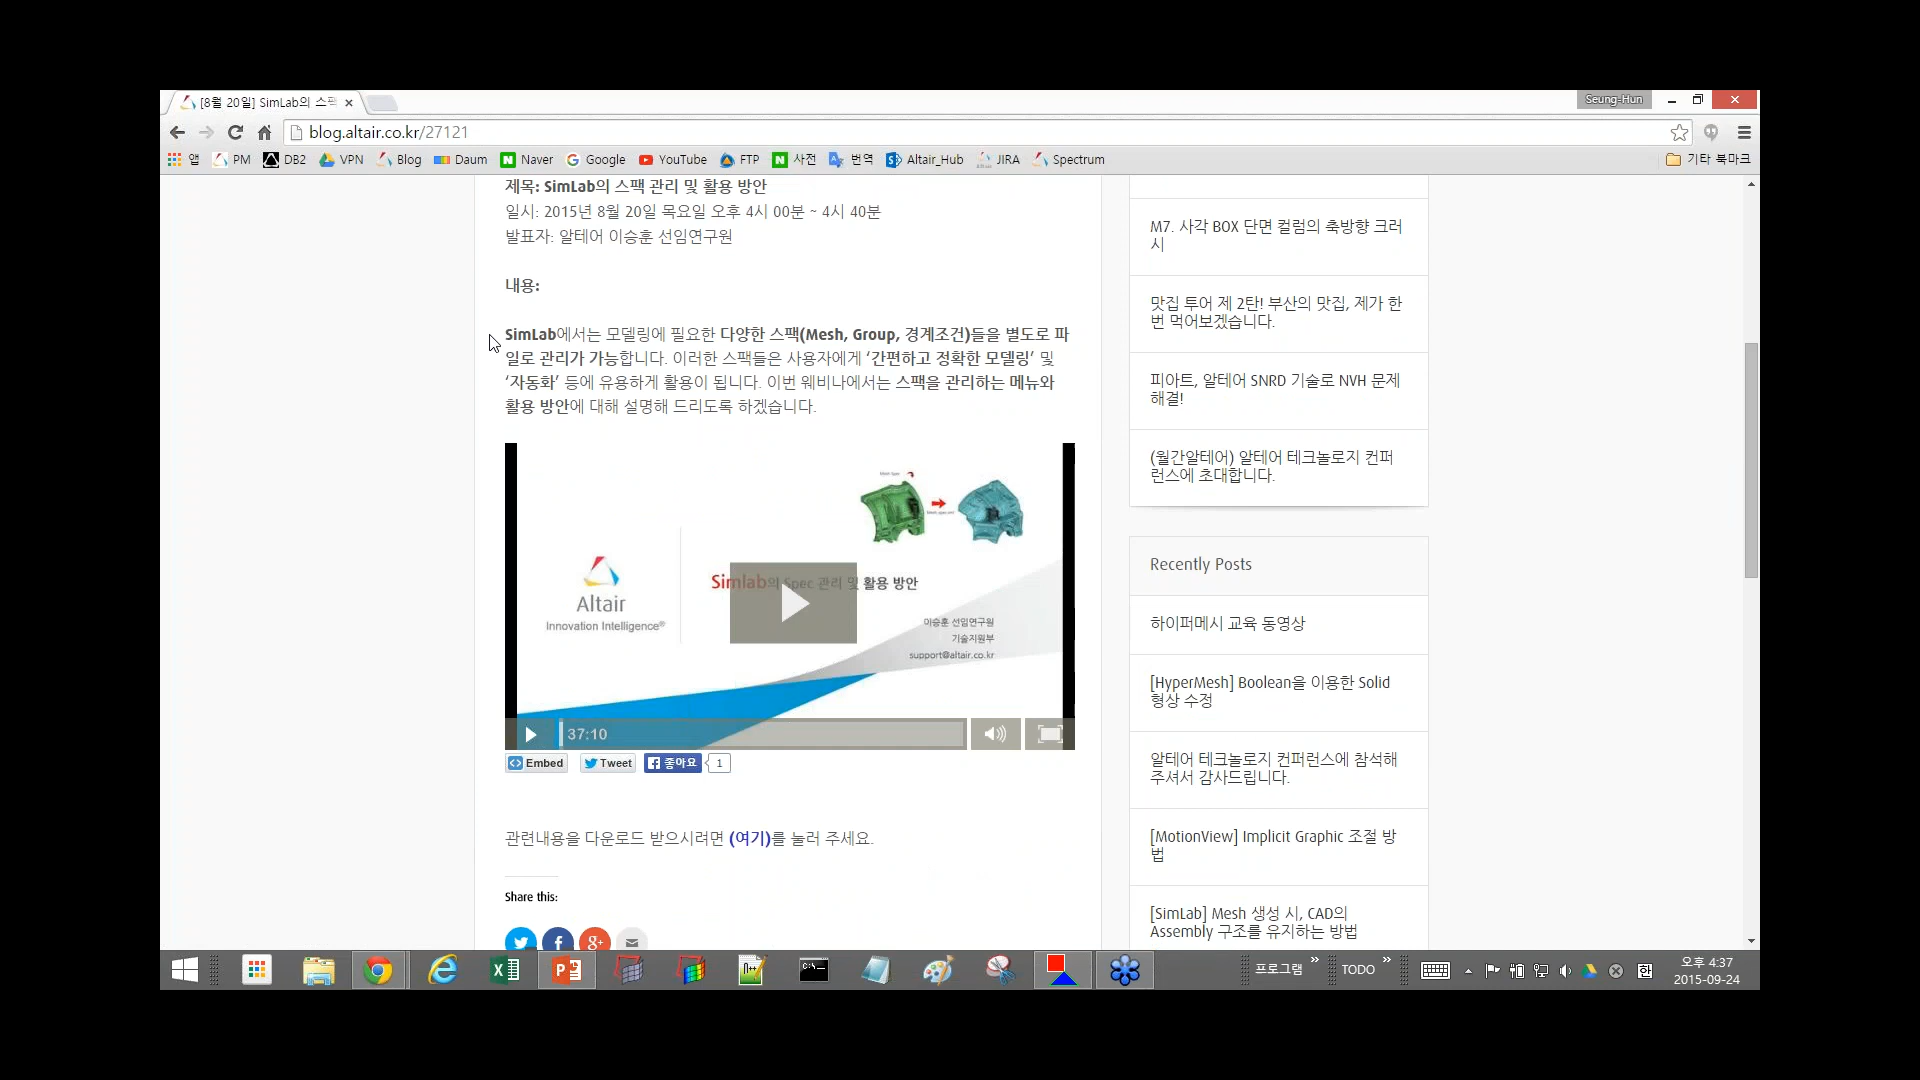 [8월 20일] SimLab의 스팩
Seung-Hun
blog.altair.co.kr/27121
앱 PM DB2 VPN Blog Daum Naver Google YouTube FTP 사전 번역 Altair_Hub JIRA Spectrum 기타 북마크
제목: SimLab의 스팩 관리 및 활용 방안
일시: 2015년 8월 20일 목요일 오후 4시 00분 ~ 4시 40분
발표자: 알테어 이승훈 선임연구원
내용:
SimLab에서는 모델링에 필요한 다양한 스팩(Mesh, Group, 경계조건)들을 별도로 파
일로 관리가 가능합니다. 이러한 스팩들은 사용자에게 ‘간편하고 정확한 모델링’ 및
‘자동화’ 등에 유용하게 활용이 됩니다. 이번 웨비나에서는 스팩을 관리하는 메뉴와
활용 방안에 대해 설명해 드리도록 하겠습니다.
Simlab의 Spec 관리 및 활용 방안
Altair
Innovation Intelligence®
이승훈 선임연구원
기술지원부
support@altair.co.kr
37:10
Embed Tweet 좋아요 1
관련내용을 다운로드 받으시려면 (여기)를 눌러 주세요.
Share this:
M7. 사각 BOX 단면 컬럼의 축방향 크러
시
맛집 투어 제 2탄! 부산의 맛집, 제가 한
번 먹어보겠습니다.
피아트, 알테어 SNRD 기술로 NVH 문제
해결!
(월간알테어) 알테어 테크놀로지 컨퍼
런스에 초대합니다.
Recently Posts
하이퍼메시 교육 동영상
[HyperMesh] Boolean을 이용한 Solid
형상 수정
알테어 테크놀로지 컨퍼런스에 참석해
주셔서 감사드립니다.
[MotionView] Implicit Graphic 조절 방
법
[SimLab] Mesh 생성 시, CAD의
Assembly 구조를 유지하는 방법
프로그램 TODO 한
오후 4:37
2015-09-24